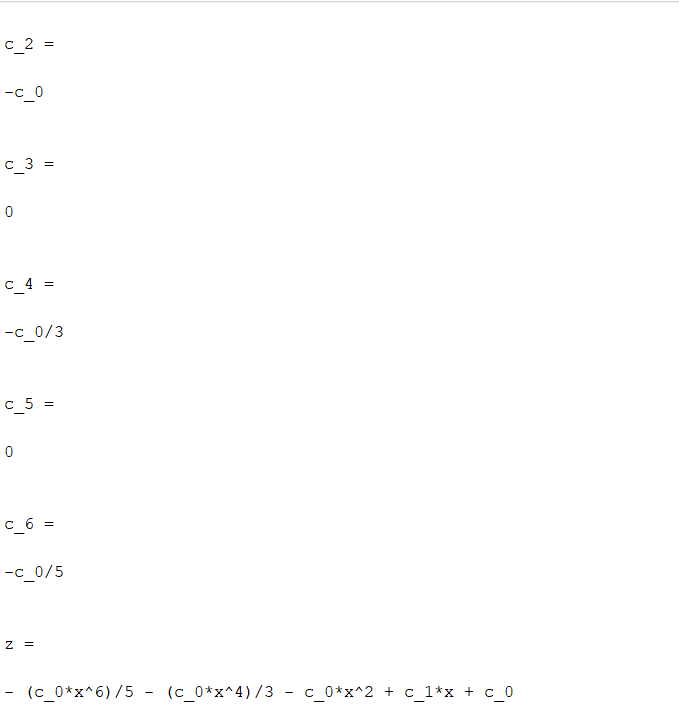 c_2 =
-c_0
c_3 =
0
c_4 =
-c_0/3
c_5 =
0
c_6 =
-c_0/5
z =
- (c_0*x^6)/5 - (c_0*x^4)/3 - c_0*x^2 + c_1*x + c_0